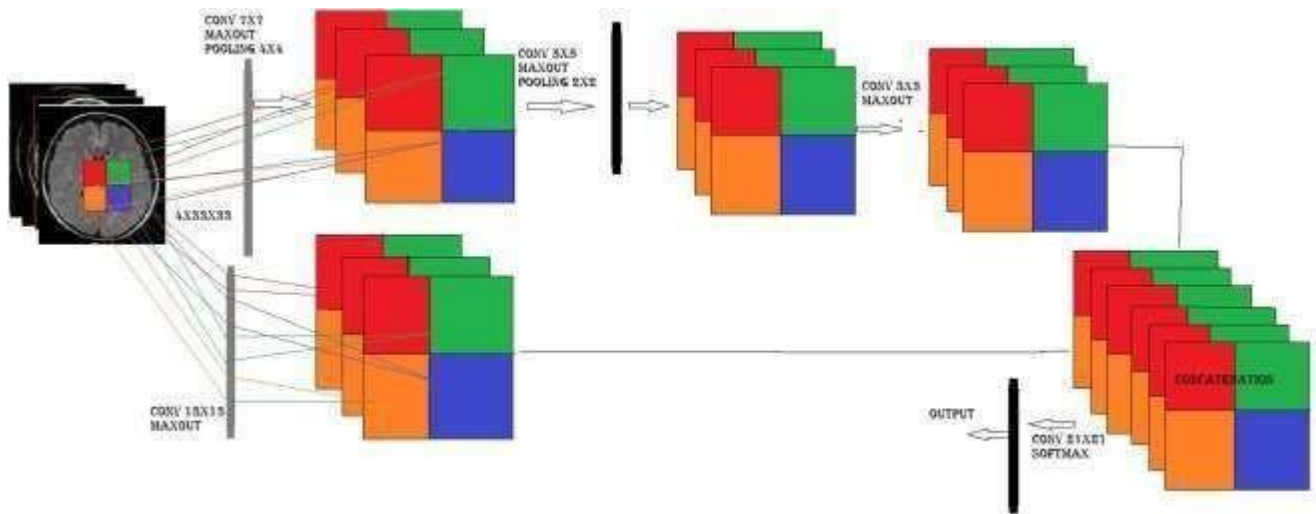 CONV 7X7
MAXOUT
POOLING 4X4
CONV 3X3
MAXOUT
POOLING 2X2
CONV 3X3
MAXOUT
4X33X33
CONV 13X13
MAXOUT
CONCATENATION
OUTPUT
CONV 21X21
SOFTMAX